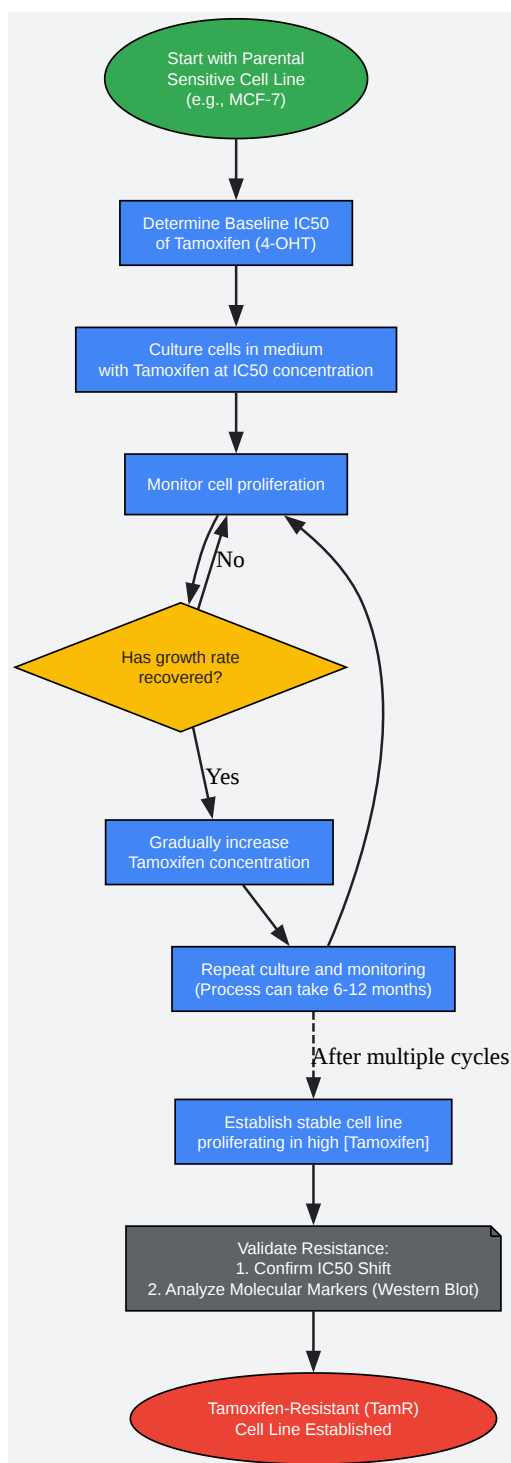 Start with Parental
Sensitive Cell Line
(e.g., MCF-7)
Determine Baseline IC50
of Tamoxifen (4-OHT)
Culture cells in medium
with Tamoxifen at IC50 concentration
Monitor cell proliferation
No
Has growth rate
recovered?
Yes
Gradually increase
Tamoxifen concentration
Repeat culture and monitoring
(Process can take 6-12 months)
After multiple cycles
Establish stable cell line
proliferating in high [Tamoxifen]
Validate Resistance:
1. Confirm IC50 Shift
2. Analyze Molecular Markers (Western Blot)
Tamoxifen-Resistant (TamR)
Cell Line Established